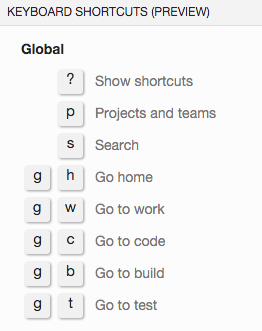 KEYBOARD SHORTCUTS (PREVIEW)
Global
? Show shortcuts
p Projects and teams
s Search
g h Go home
g w Go to work
g c Go to code
g b Go to build
g t Go to test